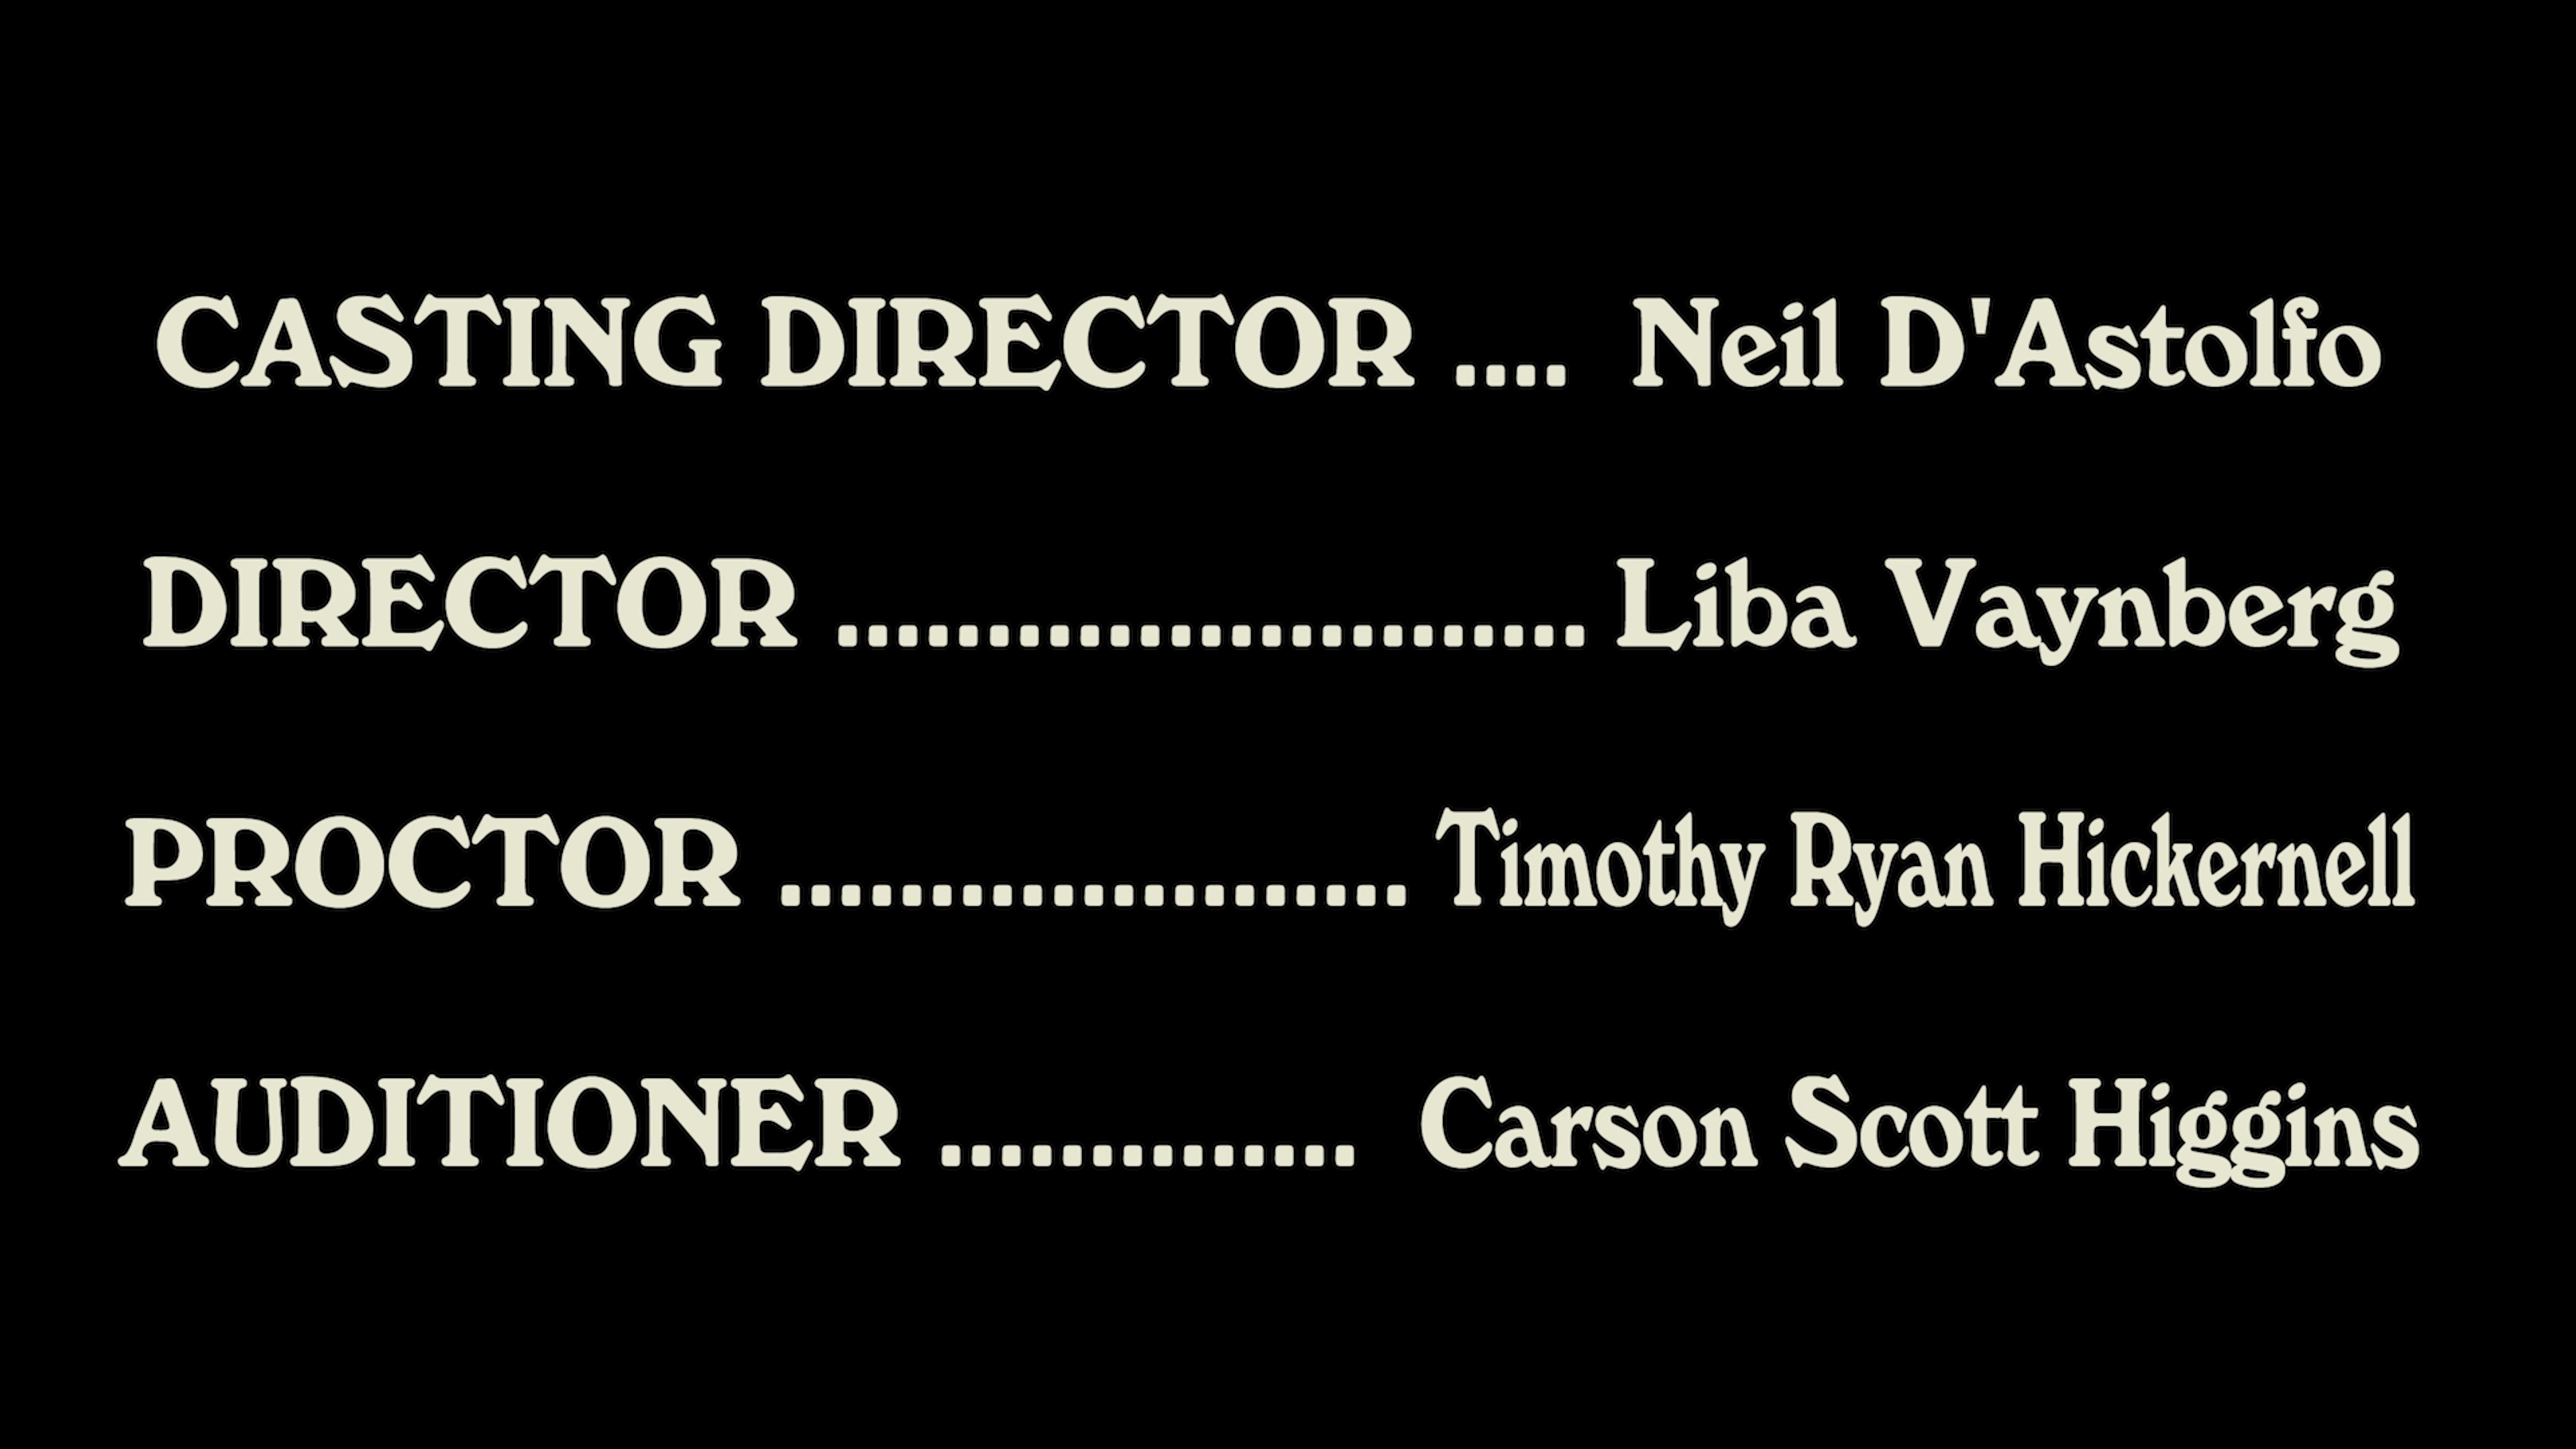 CASTING DIRECTOR .... Neil D'Astolfo
DIRECTOR ......................... Liba Vaynberg
PROCTOR ..................... Timothy Ryan Hickernell
AUDITIONER .............. Carson Scott Higgins